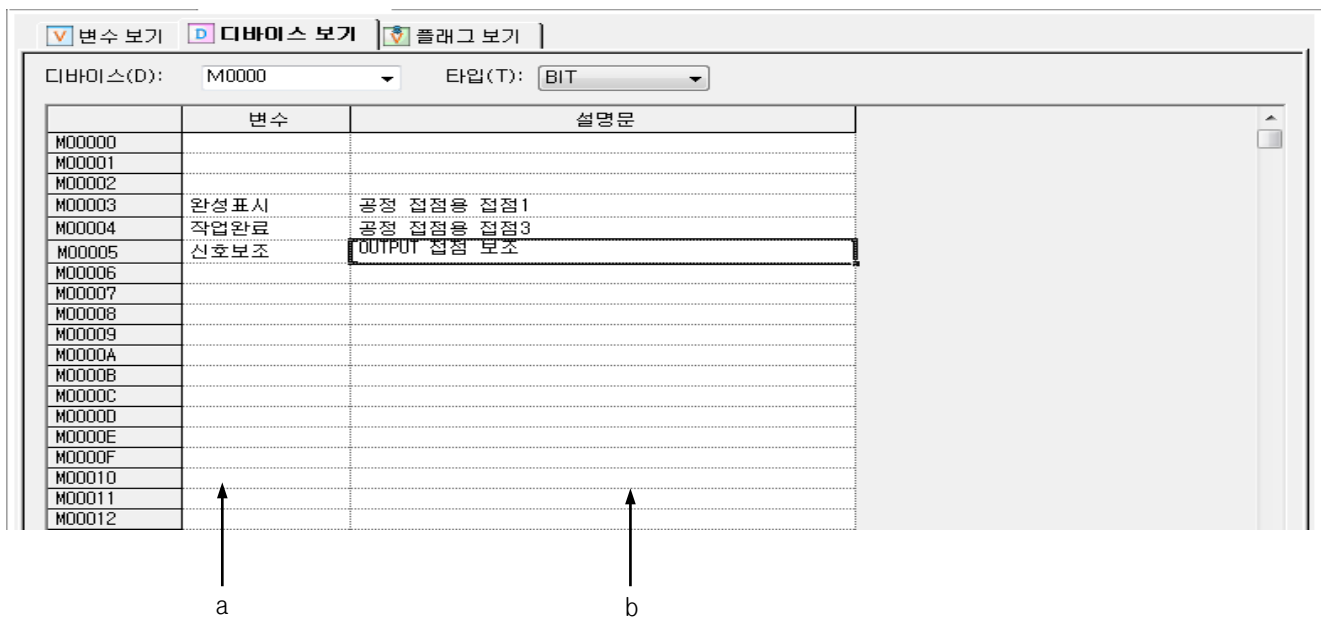 V 변수 보기 D 디바이스 보기 V 플래그 보기
디바이스(D): M0000 타입(T): BIT
변수 설명문
M00000
M00001
M00002
M00003 완성표시 공정 접점용 접점1
M00004 작업완료 공정 접점용 접점3
M00005 신호보조 OUTPUT 접점 보조
M00006
M00007
M00008
M00009
M0000A
M0000B
M0000C
M0000D
M0000E
M0000F
M00010
M00011
M00012
a b